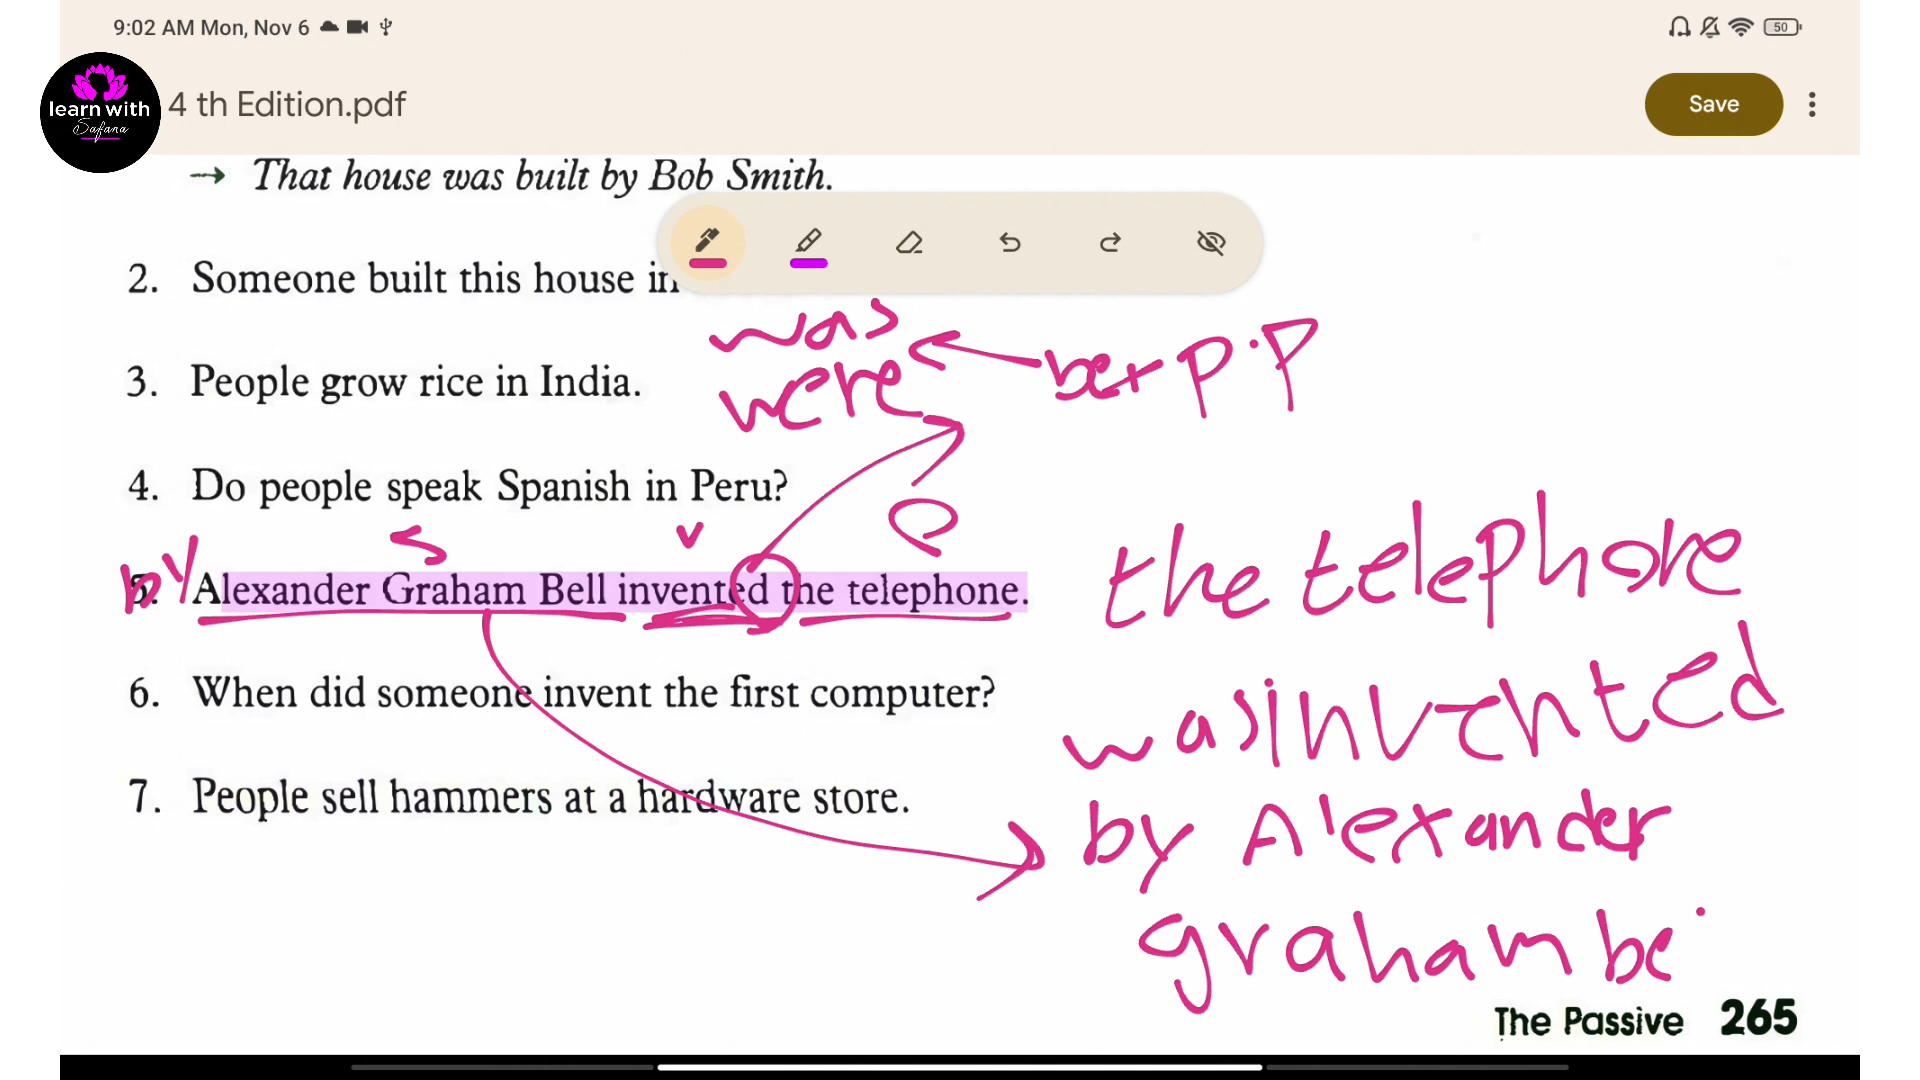 9:02 AM Mon, Nov 6
50
learn with
Safana
4 th Edition.pdf
Save
→ That house was built by Bob Smith.
2. Someone built this house in
was
were
be + P.P
3. People grow rice in India.
4. Do people speak Spanish in Peru?
S
v
by
5. Alexander Graham Bell invented the telephone.
the telephone
was invented
by Alexander
graham be
6. When did someone invent the first computer?
7. People sell hammers at a hardware store.
The Passive 265